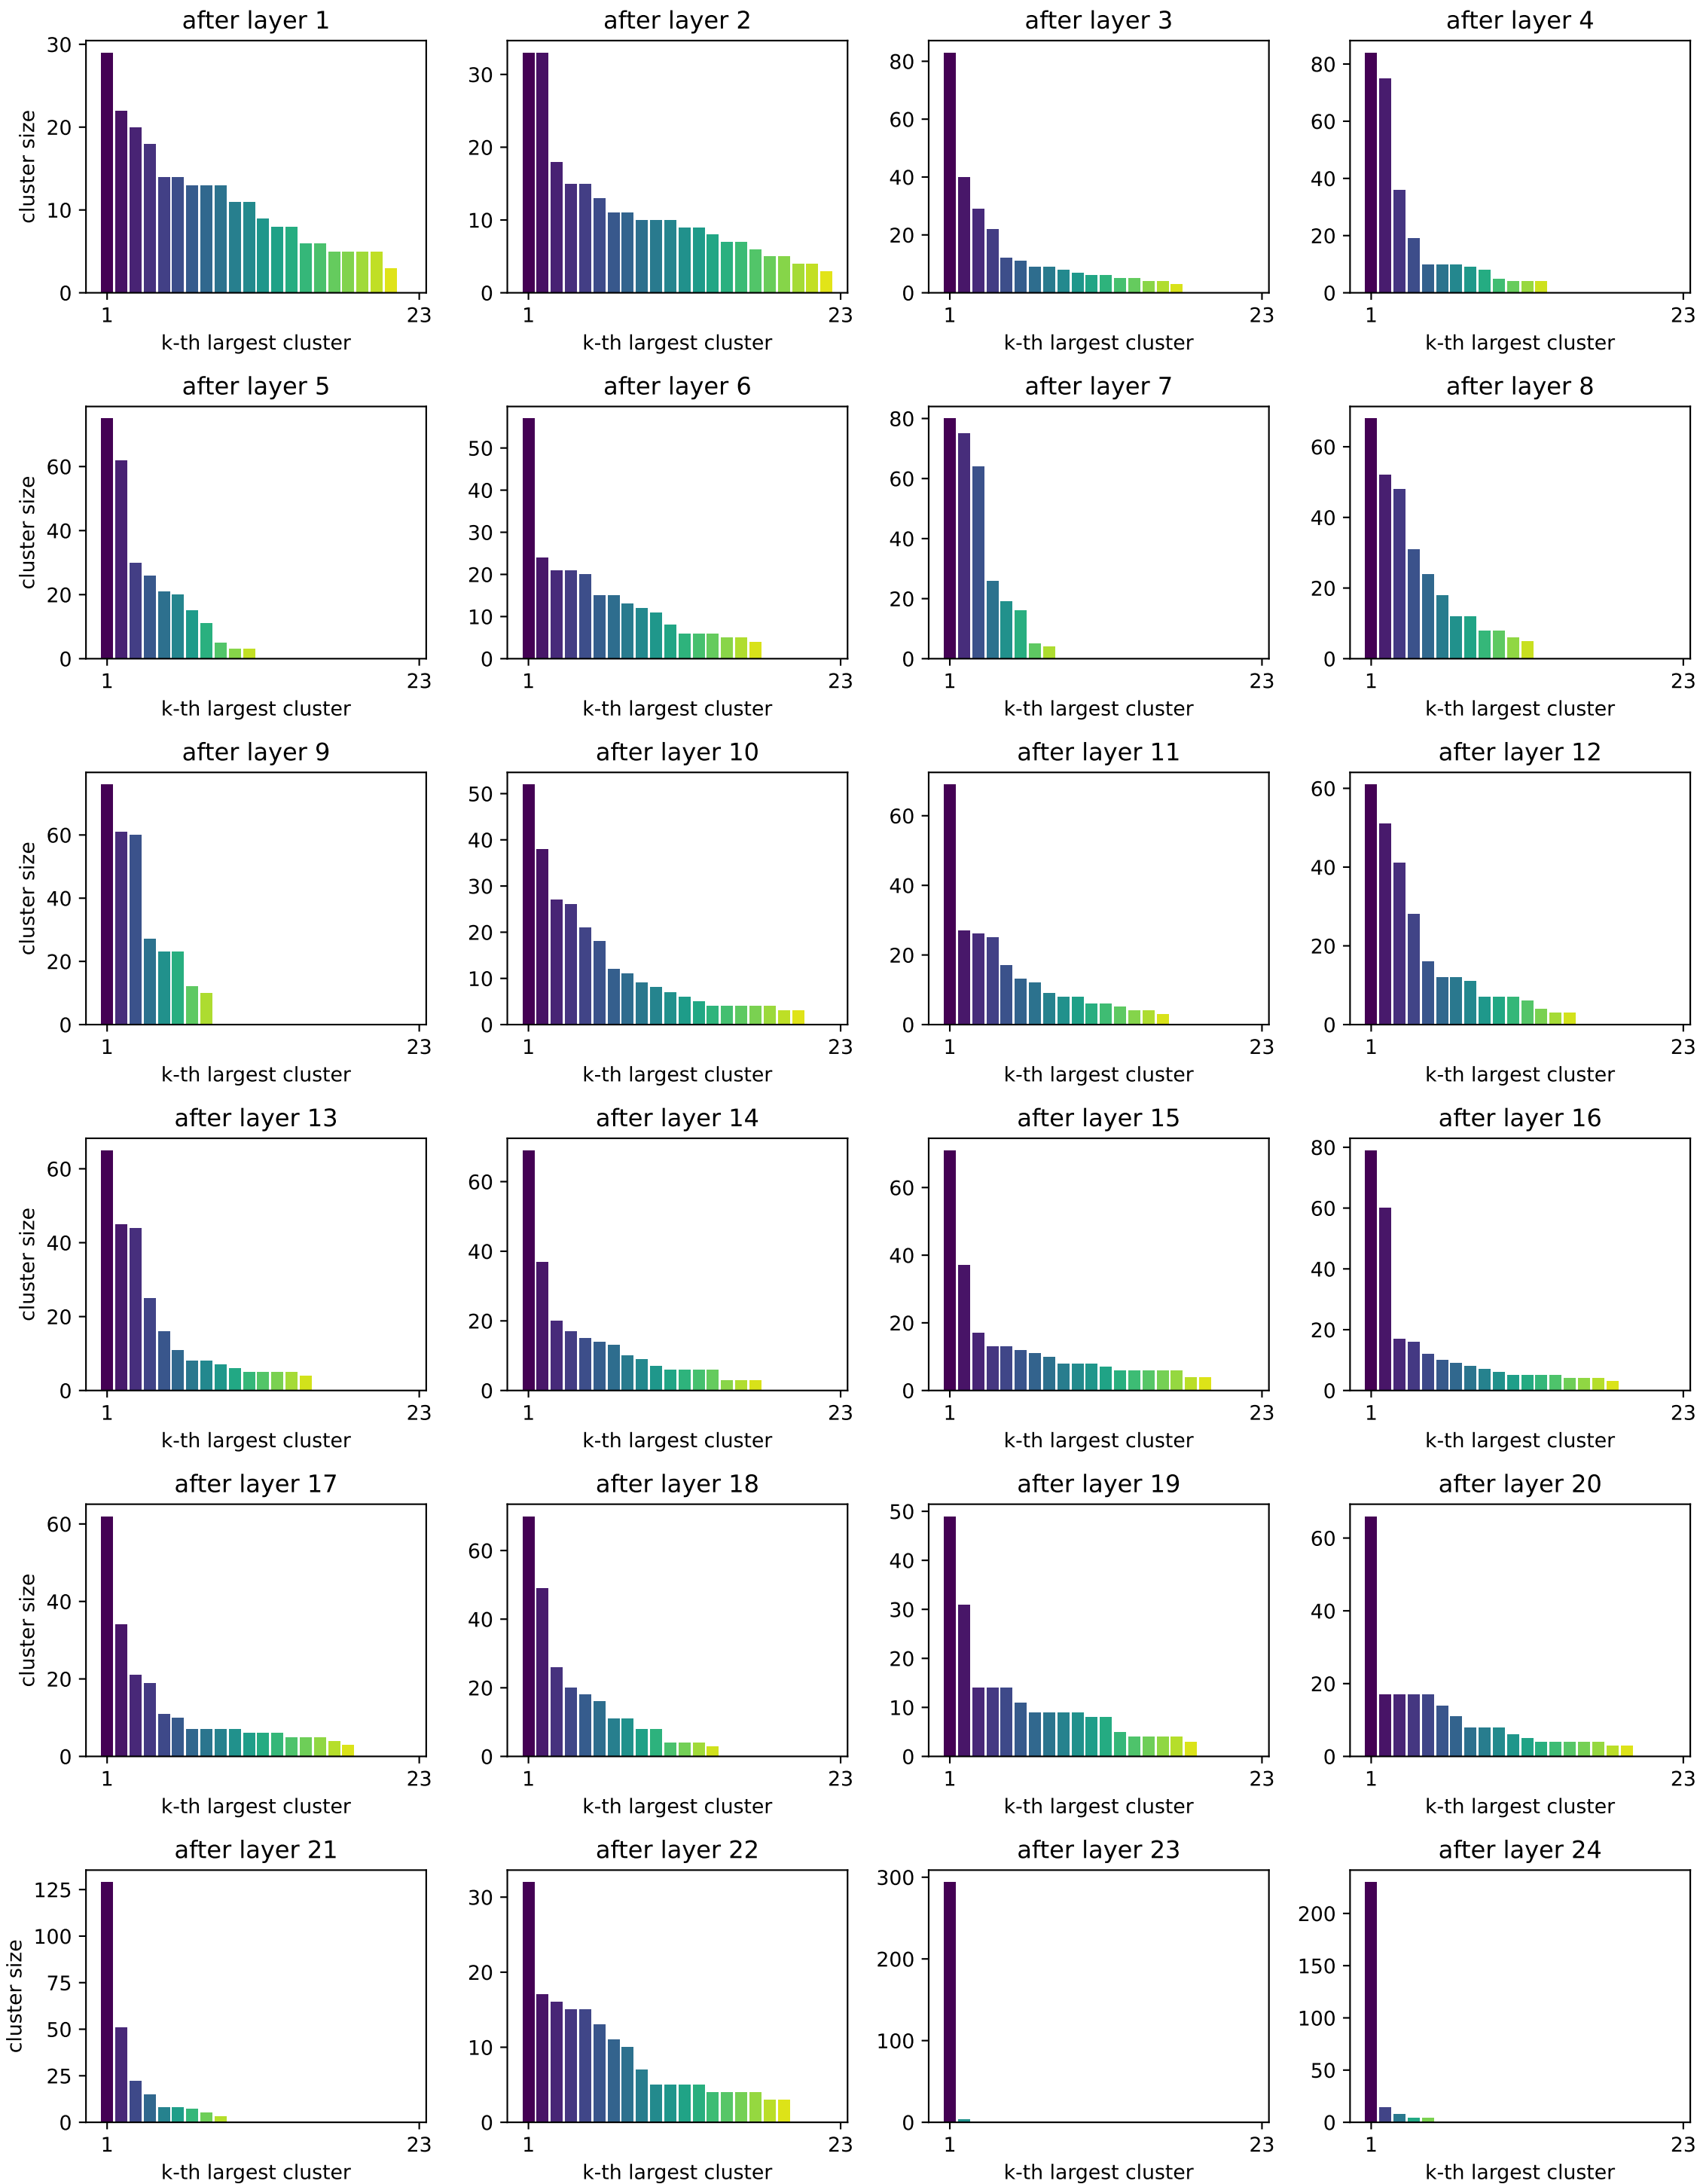 after layer 1
after layer 2
after layer 3
after layer 4
30
20
10
0
cluster size
1
23
k-th largest cluster
30
20
10
0
1
23
k-th largest cluster
80
60
40
20
0
1
23
k-th largest cluster
80
60
40
20
0
1
23
k-th largest cluster
after layer 5
after layer 6
after layer 7
after layer 8
60
40
20
0
cluster size
1
23
k-th largest cluster
50
40
30
20
10
0
1
23
k-th largest cluster
80
60
40
20
0
1
23
k-th largest cluster
60
40
20
0
1
23
k-th largest cluster
after layer 9
after layer 10
after layer 11
after layer 12
60
40
20
0
cluster size
1
23
k-th largest cluster
50
40
30
20
10
0
1
23
k-th largest cluster
60
40
20
0
1
23
k-th largest cluster
60
40
20
0
1
23
k-th largest cluster
after layer 13
after layer 14
after layer 15
after layer 16
60
40
20
0
cluster size
1
23
k-th largest cluster
60
40
20
0
1
23
k-th largest cluster
60
40
20
0
1
23
k-th largest cluster
80
60
40
20
0
1
23
k-th largest cluster
after layer 17
after layer 18
after layer 19
after layer 20
60
40
20
0
cluster size
1
23
k-th largest cluster
60
40
20
0
1
23
k-th largest cluster
50
40
30
20
10
0
1
23
k-th largest cluster
60
40
20
0
1
23
k-th largest cluster
after layer 21
after layer 22
after layer 23
after layer 24
125
100
75
50
25
0
cluster size
1
23
k-th largest cluster
30
20
10
0
1
23
k-th largest cluster
300
200
100
0
1
23
k-th largest cluster
200
150
100
50
0
1
23
k-th largest cluster